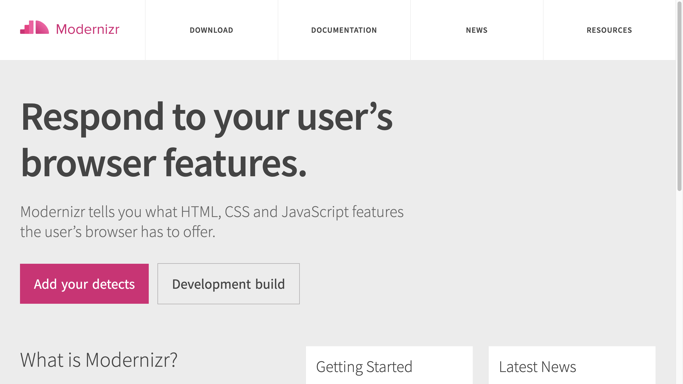 Modernizr
DOWNLOAD
DOCUMENTATION
NEWS
RESOURCES
Respond to your user’s
browser features.
Modernizr tells you what HTML, CSS and JavaScript features
the user’s browser has to offer.
Add your detects
Development build
What is Modernizr?
Getting Started
Latest News